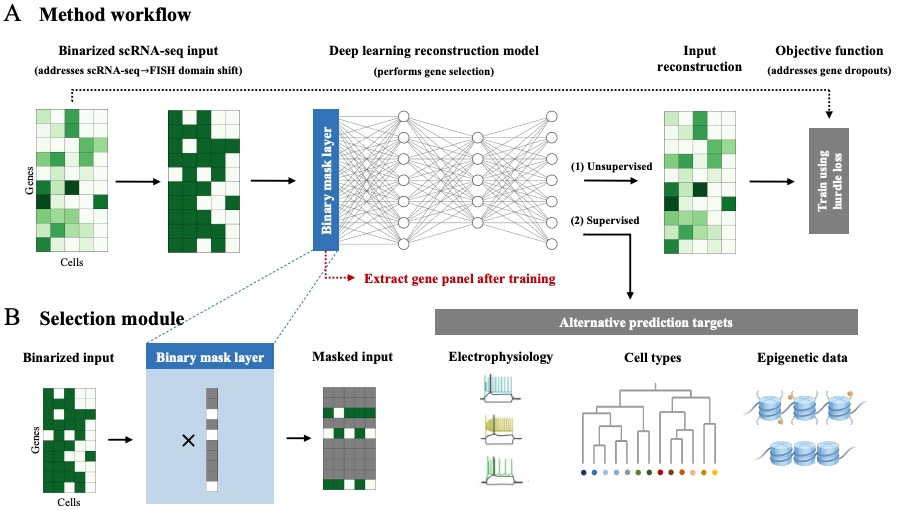 A Method workflow
Binarized scRNA-seq input
(addresses scRNA-seq→FISH domain shift)
Deep learning reconstruction model
(performs gene selection)
Input
reconstruction
Objective function
(addresses gene dropouts)
Genes
Cells
Binary mask layer
(1) Unsupervised
(2) Supervised
Train using
hurdle loss
Extract gene panel after training
B Selection module
Binarized input
Binary mask layer
Masked input
Genes
Cells
×
Alternative prediction targets
Electrophysiology
Cell types
Epigenetic data